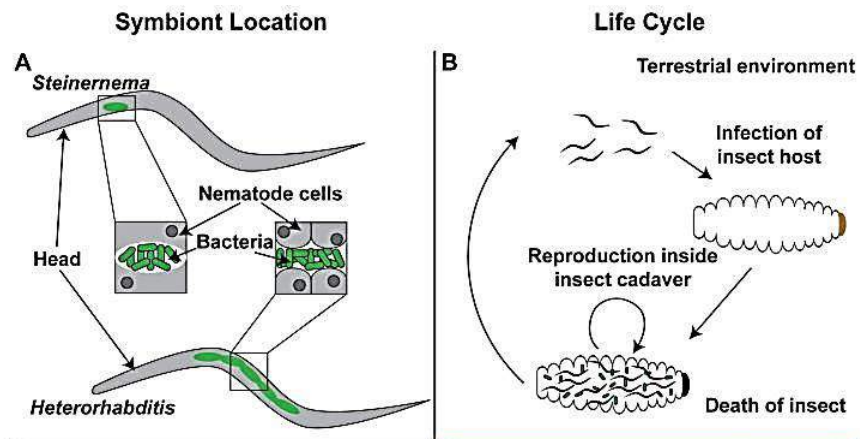 Symbiont Location
A
Steinernema
Nematode cells
Bacteria
Head
Heterorhabditis
Life Cycle
B
Terrestrial environment
Infection of
insect host
Reproduction inside
insect cadaver
Death of insect